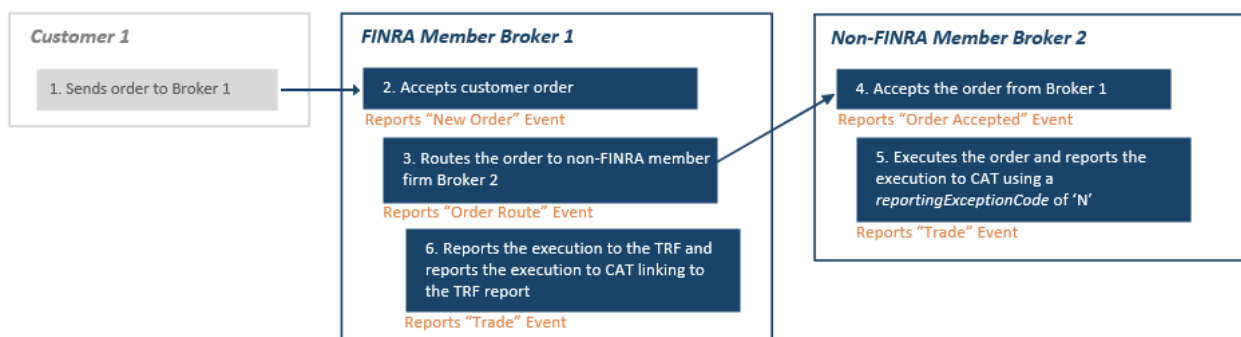 Customer 1
1. Sends order to Broker 1
FINRA Member Broker 1
2. Accepts customer order
Reports “New Order” Event
3. Routes the order to non-FINRA member
firm Broker 2
Reports “Order Route” Event
6. Reports the execution to the TRF and
reports the execution to CAT linking to
the TRF report
Reports “Trade” Event
Non-FINRA Member Broker 2
4. Accepts the order from Broker 1
Reports “Order Accepted” Event
5. Executes the order and reports the
execution to CAT using a
reportingExceptionCode of ‘N’
Reports “Trade” Event